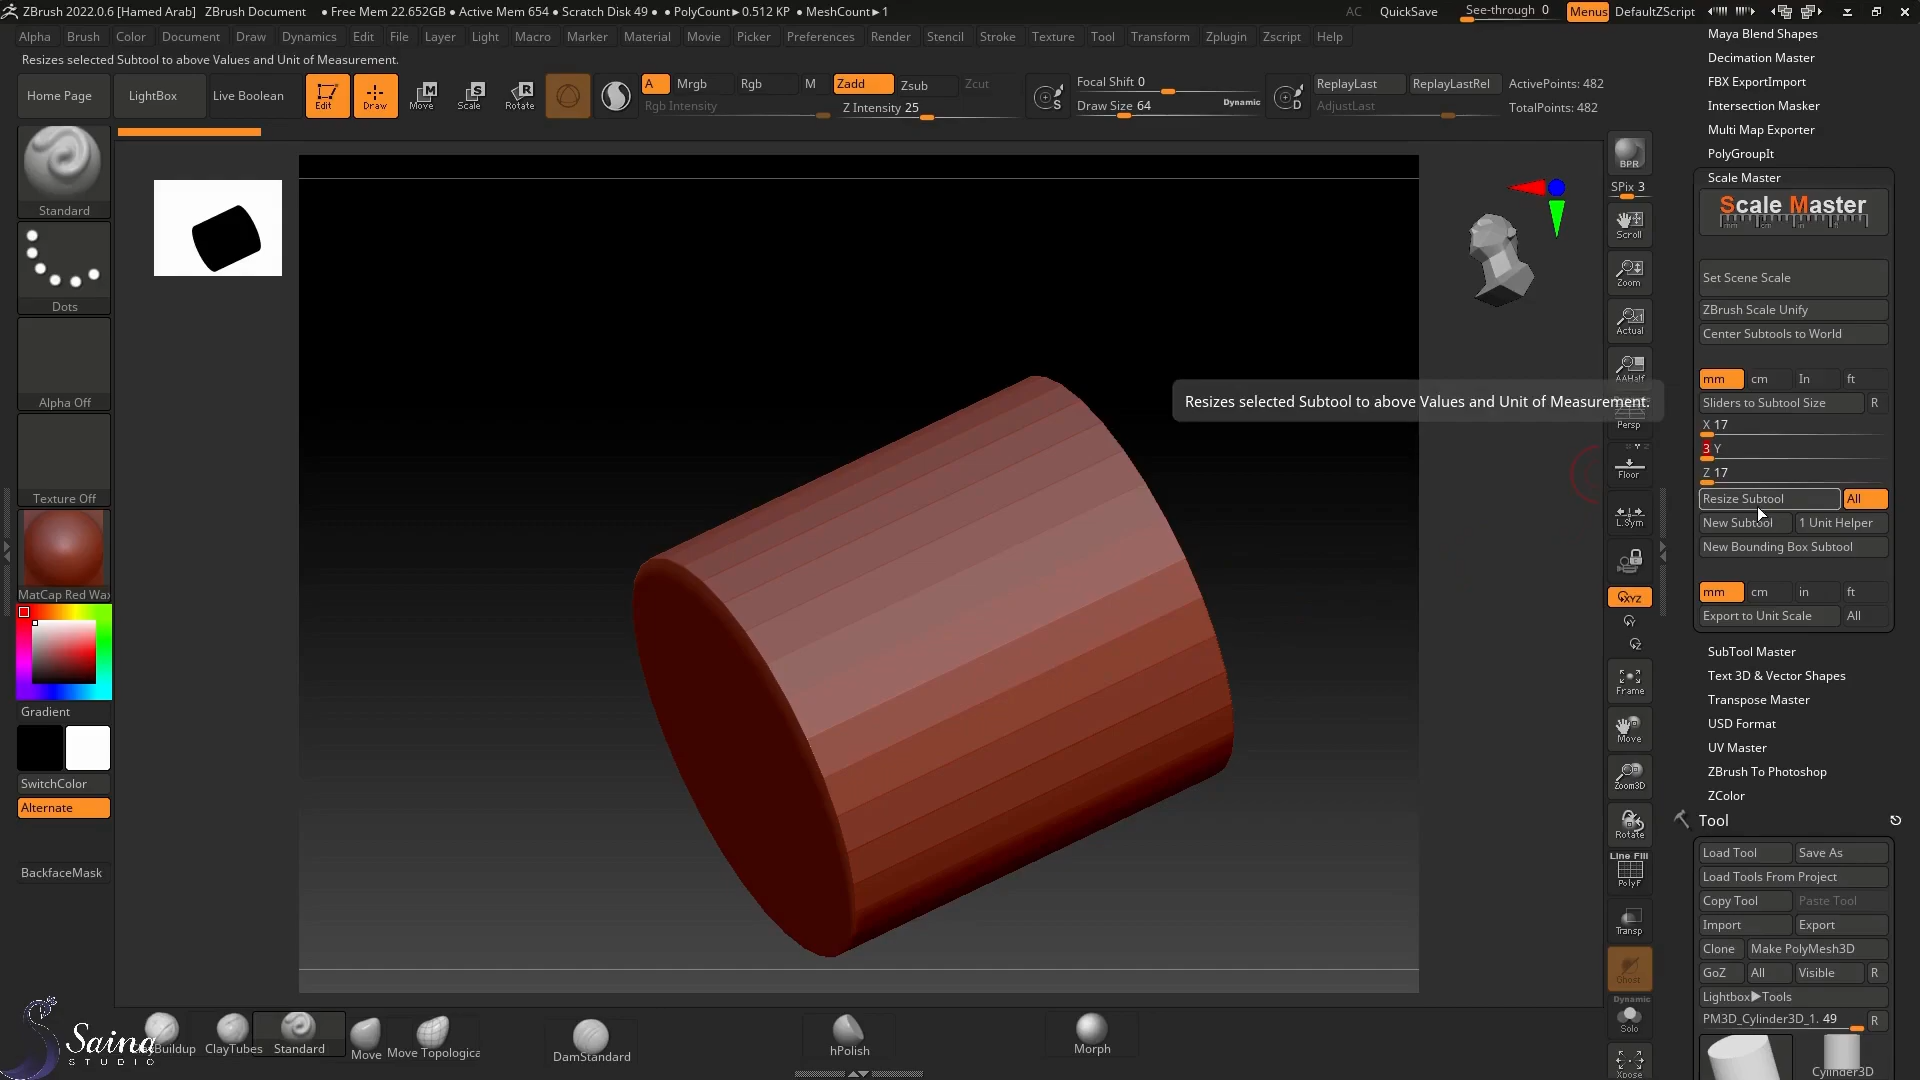 ZBrush 2022.0.6 [Hamed Arab] ZBrush Document • Free Mem 22.652GB • Active Mem 654 • Scratch Disk 49 • • PolyCount►0.512 KP • MeshCount►1 AC QuickSave See-through 0 Menus DefaultZScript
Alpha Brush Color Document Draw Dynamics Edit File Layer Light Macro Marker Material Movie Picker Preferences Render Stencil Stroke Texture Tool Transform Zplugin Zscript Help
Resizes selected Subtool to above Values and Unit of Measurement.
Home Page LightBox Live Boolean Edit Draw Move Scale Rotate
A Mrgb Rgb M Zadd Zsub Zcut
Rgb Intensity Z Intensity 25
Focal Shift 0
Draw Size 64 Dynamic
ReplayLast ReplayLastRel ActivePoints: 482
AdjustLast TotalPoints: 482
Standard
Dots
Alpha Off
Texture Off
MatCap Red Wax
Gradient
SwitchColor
Alternate
BackfaceMask
Resizes selected Subtool to above Values and Unit of Measurement.
BPR
SPix 3
Scroll
Zoom
Actual
AAHalf
Persp
Floor
L.Sym
XYZ
Y
Z
Frame
Move
Zoom3D
Rotate
Line Fill
PolyF
Transp
Ghost
Dynamic
Solo
Xpose
Maya Blend Shapes
Decimation Master
FBX ExportImport
Intersection Masker
Multi Map Exporter
PolyGroupIt
Scale Master
Scale Master
mm cm in ft
Set Scene Scale
ZBrush Scale Unify
Center Subtools to World
mm cm In ft
Sliders to Subtool Size R
X 17
3 Y
Z 17
Resize Subtool All
New Subtool 1 Unit Helper
New Bounding Box Subtool
mm cm in ft
Export to Unit Scale All
SubTool Master
Text 3D & Vector Shapes
Transpose Master
USD Format
UV Master
ZBrush To Photoshop
ZColor
Tool
Load Tool Save As
Load Tools From Project
Copy Tool Paste Tool
Import Export
Clone Make PolyMesh3D
GoZ All Visible R
Lightbox►Tools
PM3D_Cylinder3D_1. 49 R
Cylinder3D
ClayTubes Standard Move Move Topologica DamStandard hPolish Morph
Saina
STUDIO